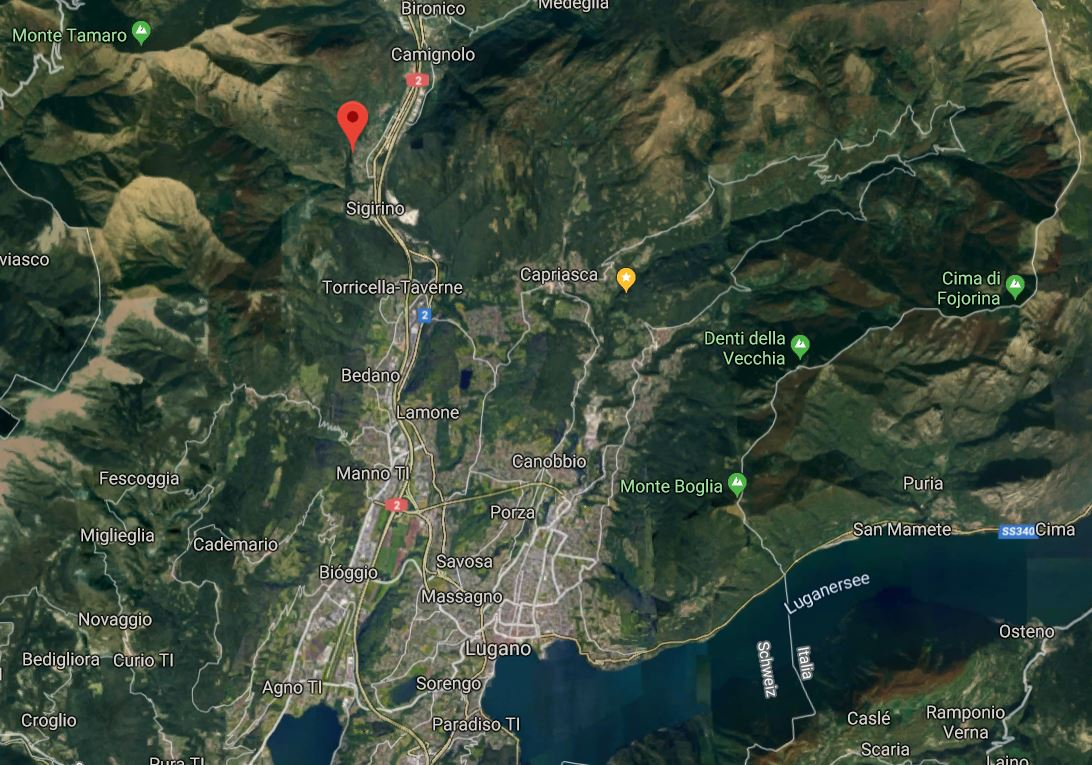 Bironico
Medeglia
Monte Tamaro
Camignolo
2
Sigirino
viasco
Capriasca
Torricella-Taverne
2
Cima di
Fojorina
Denti della
Vecchia
Bedano
Lamone
Canobbio
Manno TI
Fescoggia
Monte Boglia
Puria
2
Porza
San Mamete
SS340
Cima
Miglieglia
Cademario
Savosa
Bióggio
Luganersee
Massagno
Novaggio
Osteno
Lugano
Schweiz
Italia
Bedigliora
Curio TI
Agno TI
Sorengo
Croglio
Paradiso TI
Caslé
Ramponio
Verna
Scaria
Pura TI
Laino